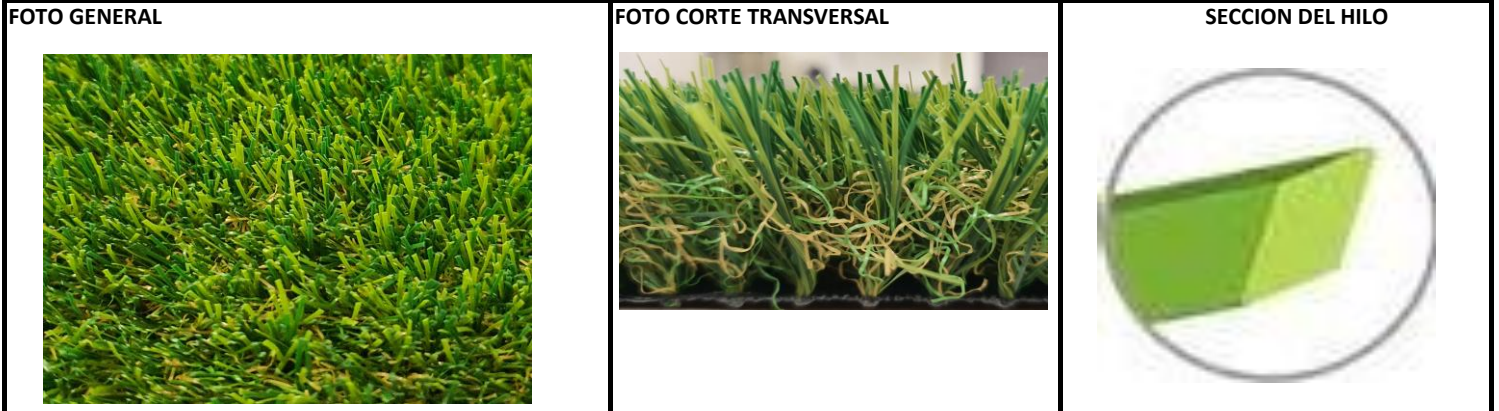 FOTO GENERAL
FOTO CORTE TRANSVERSAL
SECCION DEL HILO